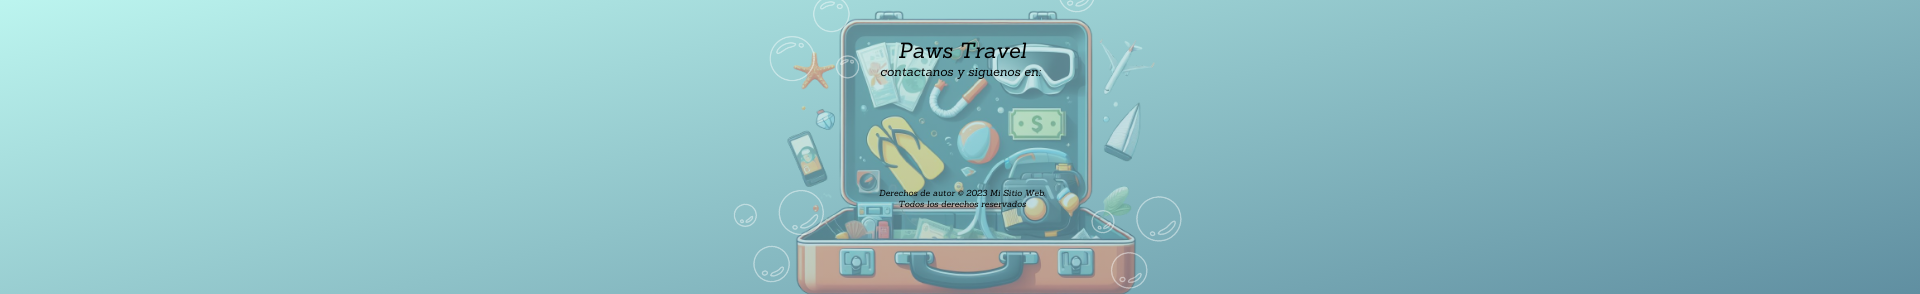 Paws Travel
contactanos y siguenos en:
$
Derechos de autor © 2023 Mi Sitio Web.
Todos los derechos reservados